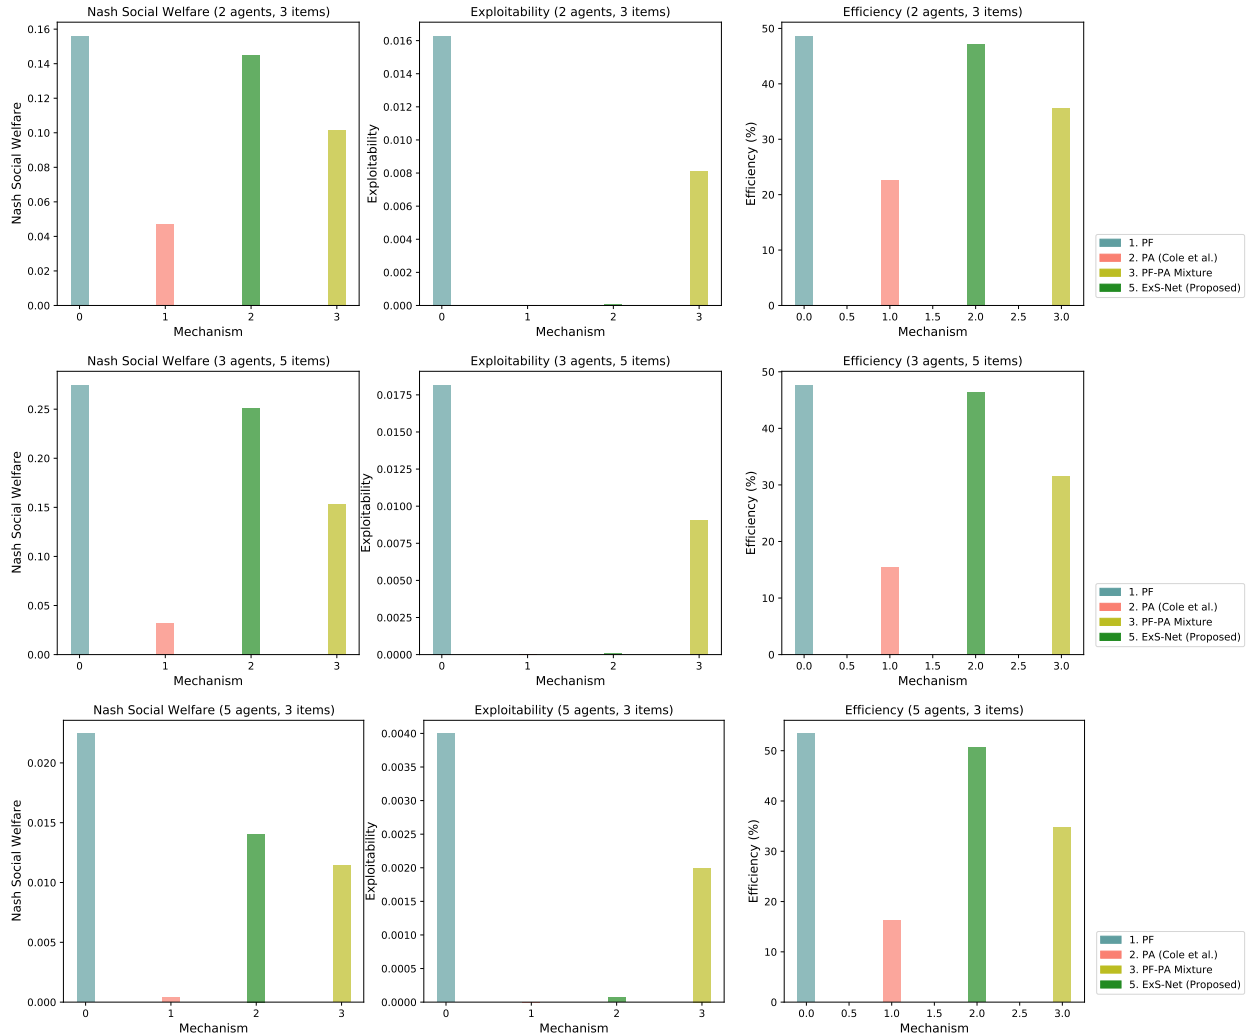 Nash Social Welfare (2 agents, 3 items)
Nash Social Welfare
0.16
0.14
0.12
0.10
0.08
0.06
0.04
0.02
0.00
0 1 2 3
Mechanism
Exploitability (2 agents, 3 items)
Exploitability
0.016
0.014
0.012
0.010
0.008
0.006
0.004
0.002
0.000
0 1 2 3
Mechanism
Efficiency (2 agents, 3 items)
Efficiency (%)
50
40
30
20
10
0
0.0 0.5 1.0 1.5 2.0 2.5 3.0
Mechanism
1. PF
2. PA (Cole et al.)
3. PF-PA Mixture
5. ExS-Net (Proposed)
Nash Social Welfare (3 agents, 5 items)
Nash Social Welfare
0.25
0.20
0.15
0.10
0.05
0.00
0 1 2 3
Mechanism
Exploitability (3 agents, 5 items)
Exploitability
0.0175
0.0150
0.0125
0.0100
0.0075
0.0050
0.0025
0.0000
0 1 2 3
Mechanism
Efficiency (3 agents, 5 items)
Efficiency (%)
50
40
30
20
10
0
0.0 0.5 1.0 1.5 2.0 2.5 3.0
Mechanism
1. PF
2. PA (Cole et al.)
3. PF-PA Mixture
5. ExS-Net (Proposed)
Nash Social Welfare (5 agents, 3 items)
Nash Social Welfare
0.020
0.015
0.010
0.005
0.000
0 1 2 3
Mechanism
Exploitability (5 agents, 3 items)
Exploitability
0.0040
0.0035
0.0030
0.0025
0.0020
0.0015
0.0010
0.0005
0.0000
0 1 2 3
Mechanism
Efficiency (5 agents, 3 items)
Efficiency (%)
50
40
30
20
10
0
0.0 0.5 1.0 1.5 2.0 2.5 3.0
Mechanism
1. PF
2. PA (Cole et al.)
3. PF-PA Mixture
5. ExS-Net (Proposed)